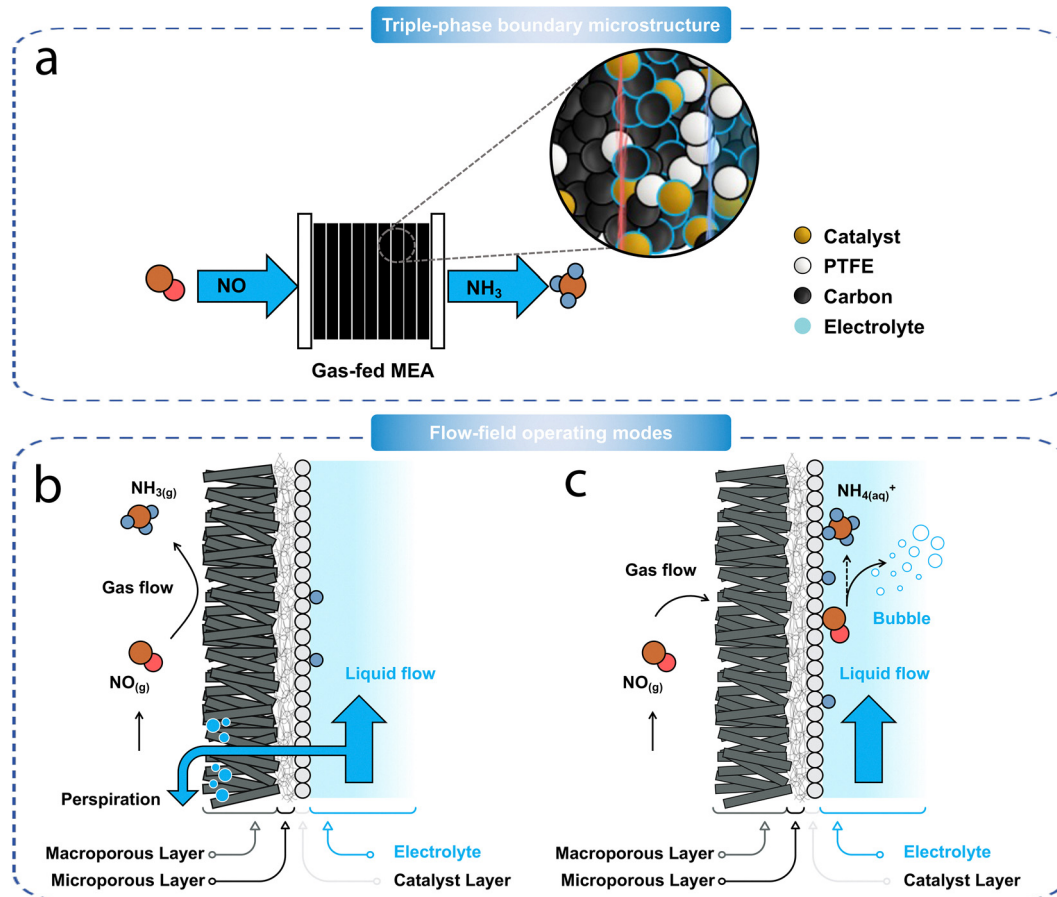 Triple-phase boundary microstructure
a
NO
NH₃
Gas-fed MEA
Catalyst
PTFE
Carbon
Electrolyte
Flow-field operating modes
b
NH₃(g)
Gas flow
NO(g)
Liquid flow
Perspiration
Macroporous Layer
Microporous Layer
Electrolyte
Catalyst Layer
c
NH₄(aq)⁺
Gas flow
Bubble
NO(g)
Liquid flow
Macroporous Layer
Microporous Layer
Electrolyte
Catalyst Layer